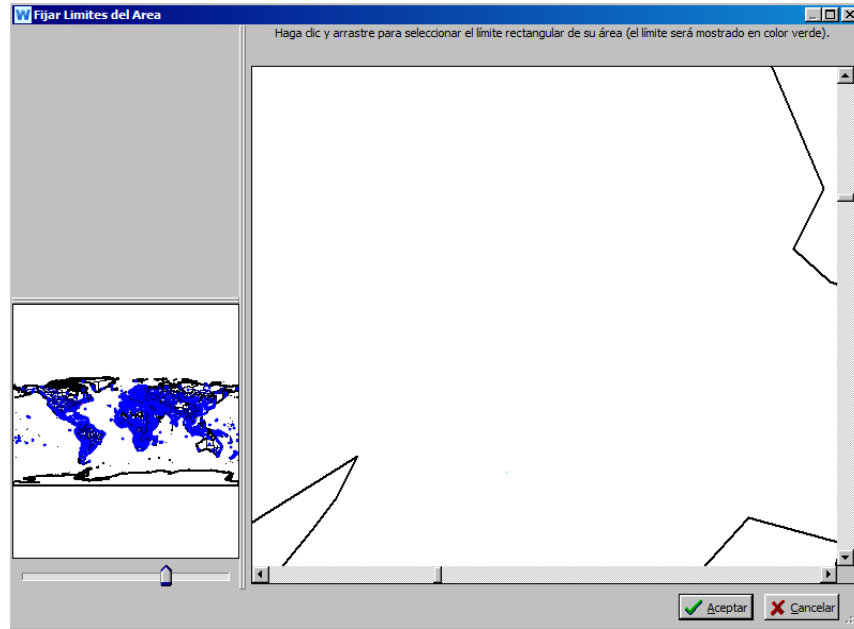 Fijar Limites del Area
Haga clic y arrastre para seleccionar el límite rectangular de su área (el límite será mostrado en color verde).
Aceptar
Cancelar